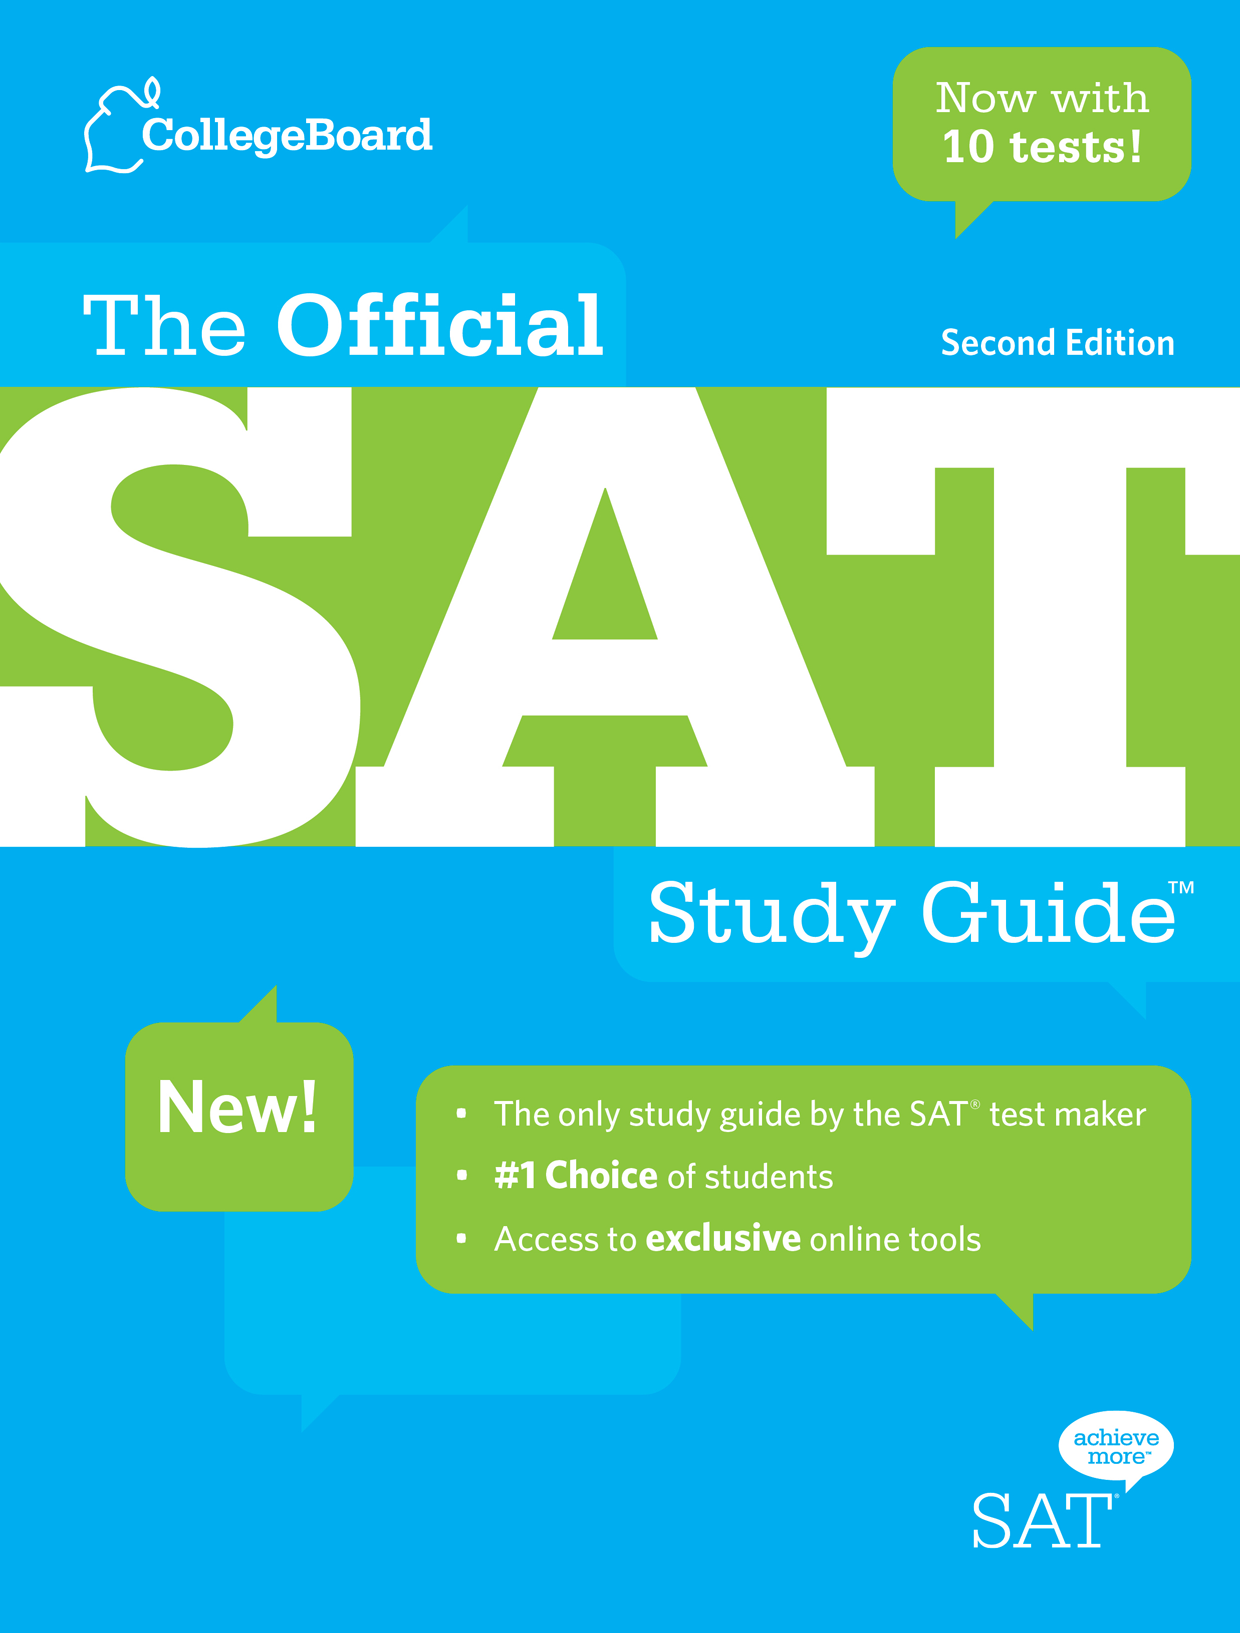 CollegeBoard
Now with
10 tests!
The Official
Second Edition
SAT
Study Guide™
New!
• The only study guide by the SAT® test maker
• #1 Choice of students
• Access to exclusive online tools
achieve
more™
SAT®